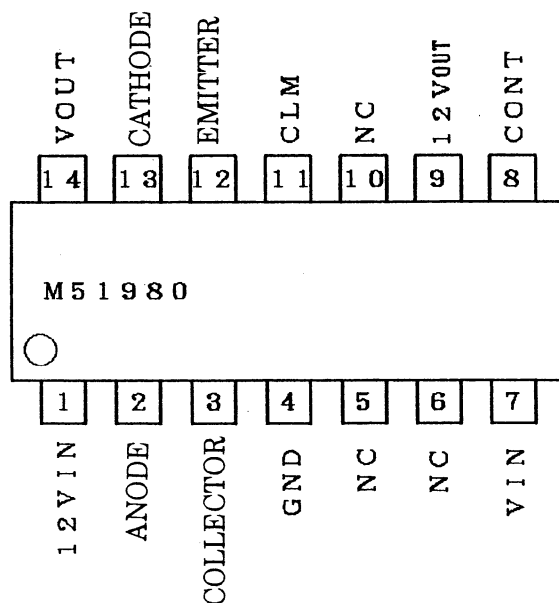 VOUT
CATHODE
EMITTER
CLM
NC
12VOUT
CONT
14
13
12
11
10
9
8
M51980
1
2
3
4
5
6
7
12VIN
ANODE
COLLECTOR
GND
NC
NC
VIN